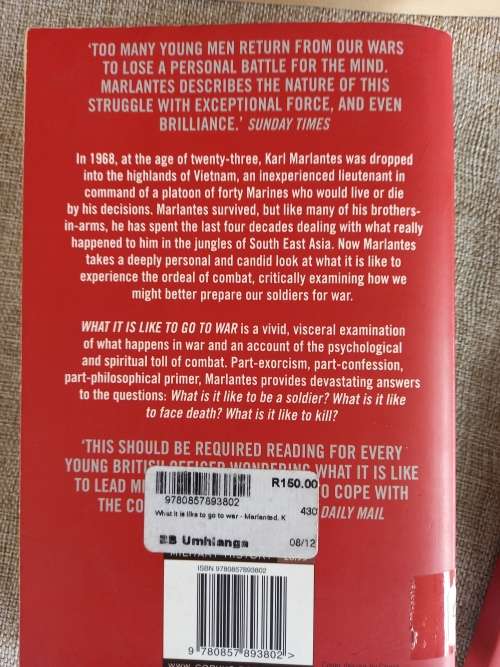 'TOO MANY YOUNG MEN RETURN FROM OUR WARS
TO LOSE A PERSONAL BATTLE FOR THE MIND.
MARLANTES DESCRIBES THE NATURE OF THIS
STRUGGLE WITH EXCEPTIONAL FORCE, AND EVEN
BRILLIANCE.' SUNDAY TIMES
In 1968, at the age of twenty-three, Karl Marlantes was dropped
into the highlands of Vietnam, an inexperienced lieutenant in
command of a platoon of forty Marines who would live or die
by his decisions. Marlantes survived, but like many of his brothers-
in-arms, he has spent the last four decades dealing with what really
happened to him in the jungles of South East Asia. Now Marlantes
takes a deeply personal and candid look at what it is like to
experience the ordeal of combat, critically examining how we
might better prepare our soldiers for war.
WHAT IT IS LIKE TO GO TO WAR is a vivid, visceral examination
of what happens in war and an account of the psychological
and spiritual toll of combat. Part-exorcism, part-confession,
part-philosophical primer, Marlantes provides devastating answers
to the questions: What is it like to be a soldier? What is it like
to face death? What is it like to kill?
'THIS SHOULD BE REQUIRED READING FOR EVERY
YOUNG BRITISH OFFICER WONDERING WHAT IT IS LIKE
TO LEAD O COPE WITH
THE DAILY MAIL
R150.00
9780857893802
430
What it is like to go to war - Marlanted. K
BB Umhlanga 08/12
MILITARY HISTORY
ISBN 9780857893802
9 780857 893802 >